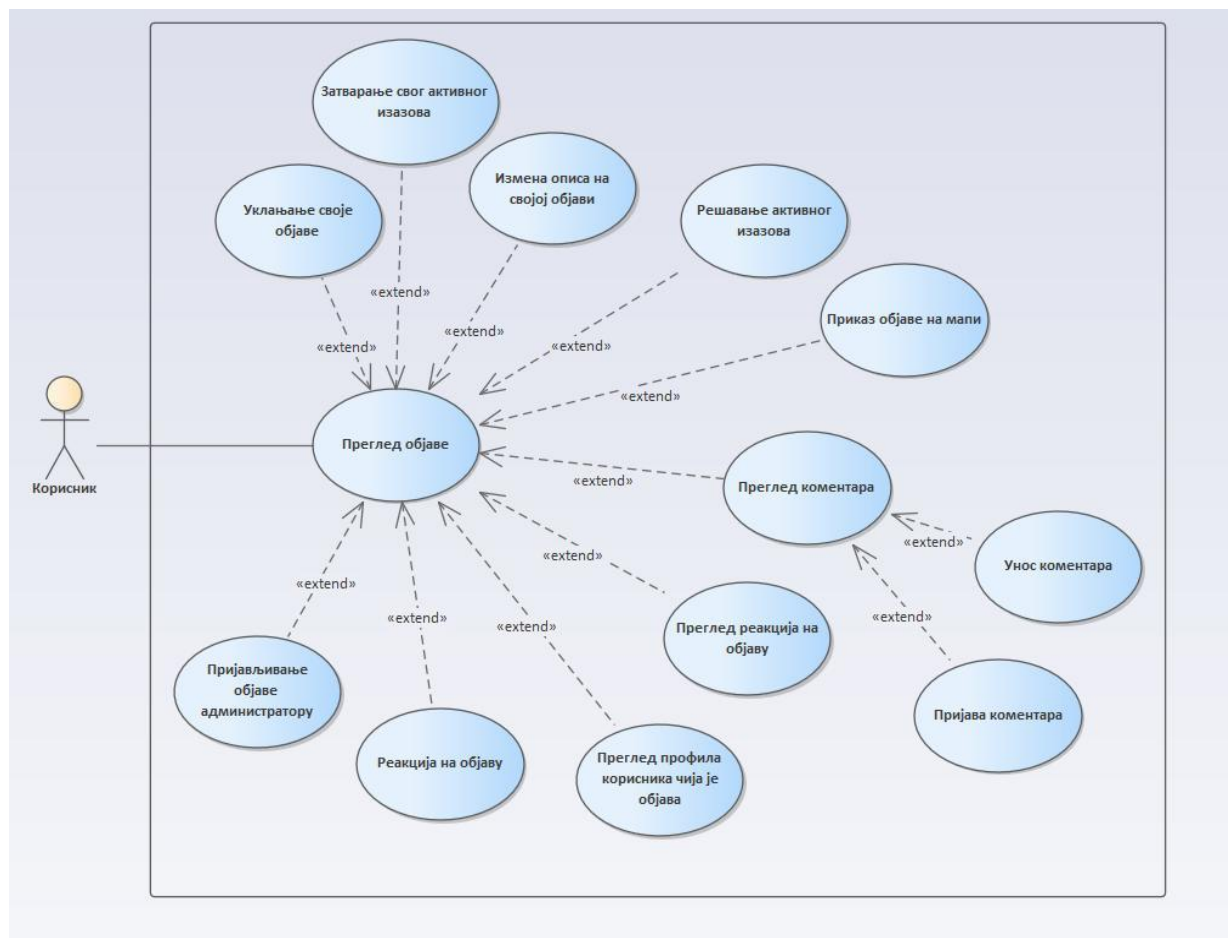 Затварање свог активног
изазова
Измена описа на
својој објави
Уклањање своје
објаве
Решавање активног
изазова
Приказ објаве на мапи
«extend»
«extend»
«extend»
«extend»
«extend»
Корисник
Преглед објаве
«extend»
Преглед коментара
«extend»
Унос коментара
«extend»
«extend»
«extend»
«extend»
«extend»
«extend»
Преглед реакција на
објаву
Пријављивање
објаве
администратору
Пријава коментара
Реакција на објаву
Преглед профила
корисника чија је
објава